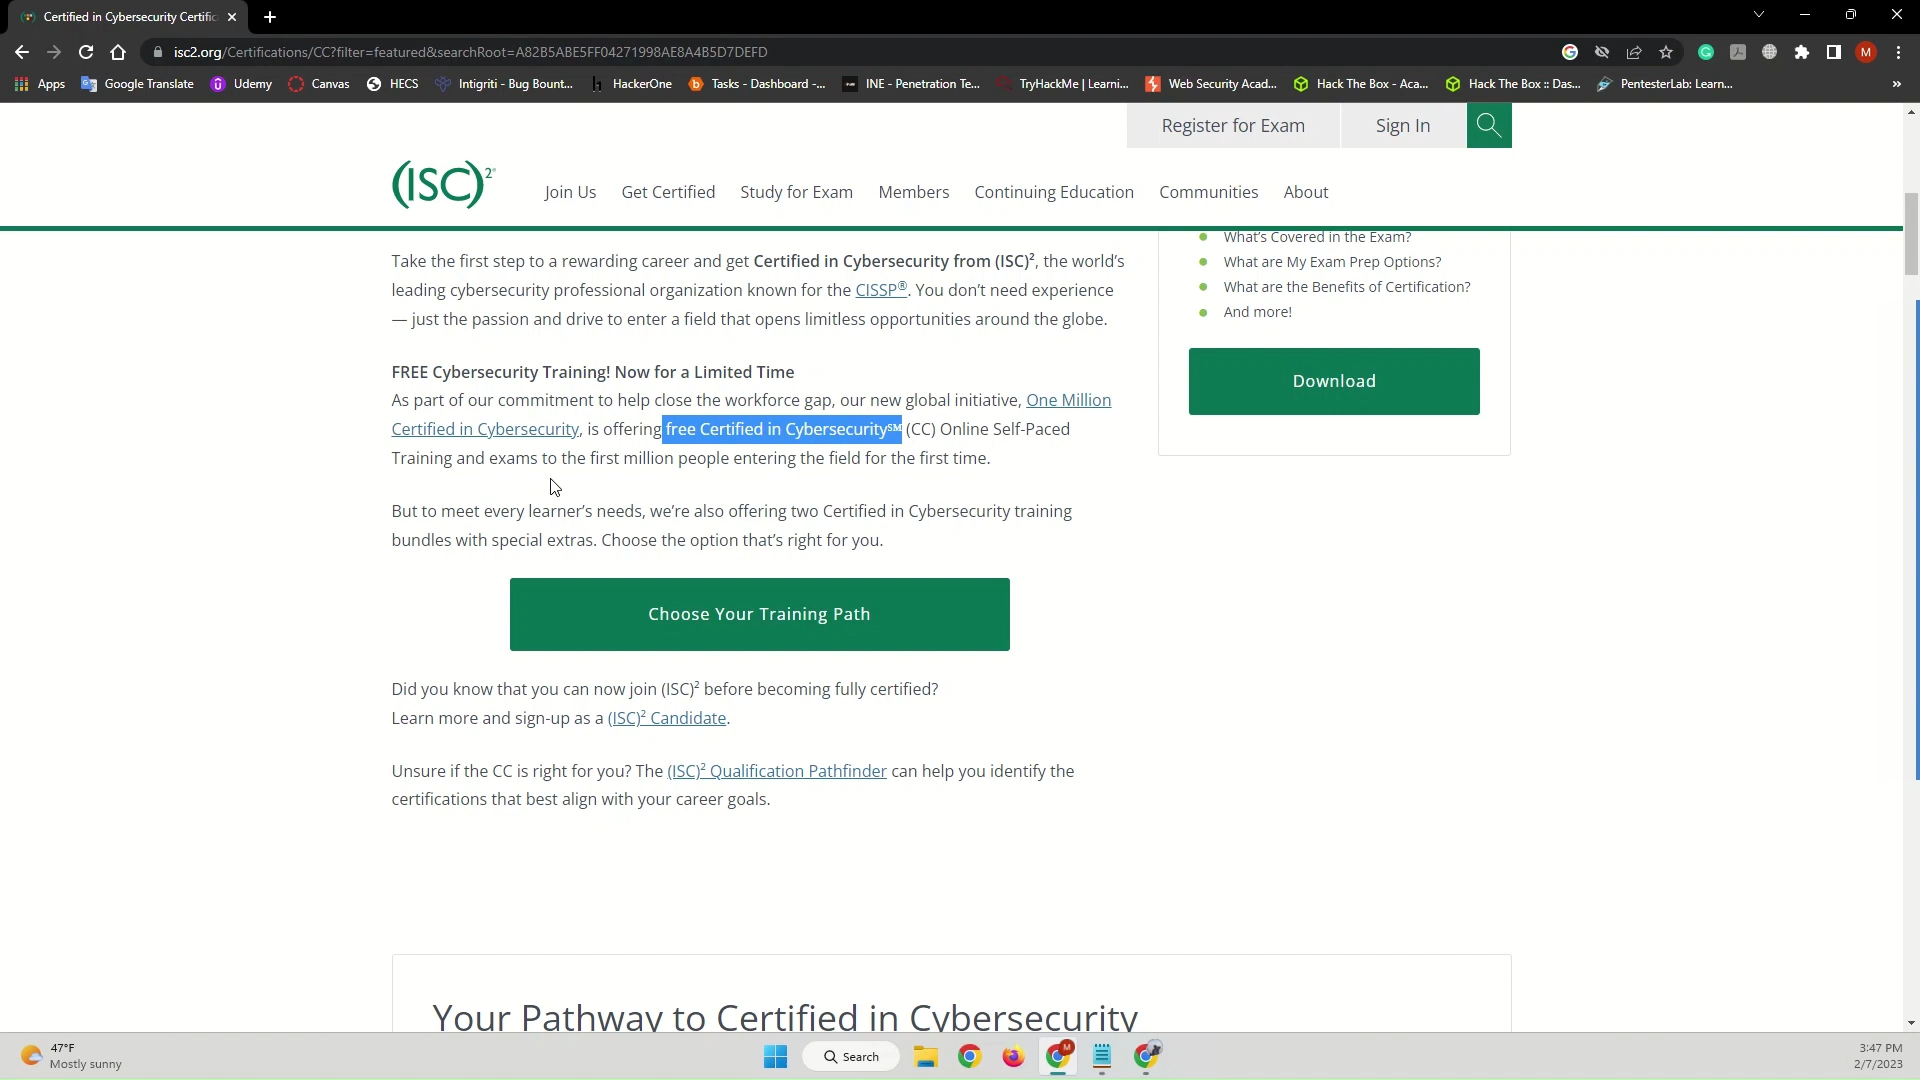 Certified in Cybersecurity Certific
isc2.org/Certifications/CC?filter=featured&searchRoot=A82B5ABE5FF04271998AE8A4B5D7DEFD
Apps Google Translate Udemy Canvas HECS Intigriti - Bug Bount... HackerOne Tasks - Dashboard -... INE - Penetration Te... TryHackMe | Learni... Web Security Acad... Hack The Box - Aca... Hack The Box :: Das... PentesterLab: Learn... »
Register for Exam Sign In
(ISC)²®
Join Us Get Certified Study for Exam Members Continuing Education Communities About
What's Covered in the Exam?
What are My Exam Prep Options?
What are the Benefits of Certification?
And more!
Download
Take the first step to a rewarding career and get Certified in Cybersecurity from (ISC)², the world's
leading cybersecurity professional organization known for the CISSP®. You don't need experience
— just the passion and drive to enter a field that opens limitless opportunities around the globe.
FREE Cybersecurity Training! Now for a Limited Time
As part of our commitment to help close the workforce gap, our new global initiative, One Million
Certified in Cybersecurity, is offering free Certified in Cybersecurity℠ (CC) Online Self-Paced
Training and exams to the first million people entering the field for the first time.
But to meet every learner's needs, we're also offering two Certified in Cybersecurity training
bundles with special extras. Choose the option that's right for you.
Choose Your Training Path
Did you know that you can now join (ISC)² before becoming fully certified?
Learn more and sign-up as a (ISC)² Candidate.
Unsure if the CC is right for you? The (ISC)² Qualification Pathfinder can help you identify the
certifications that best align with your career goals.
Your Pathway to Certified in Cybersecurity
47°F
Mostly sunny
Search
3:47 PM
2/7/2023